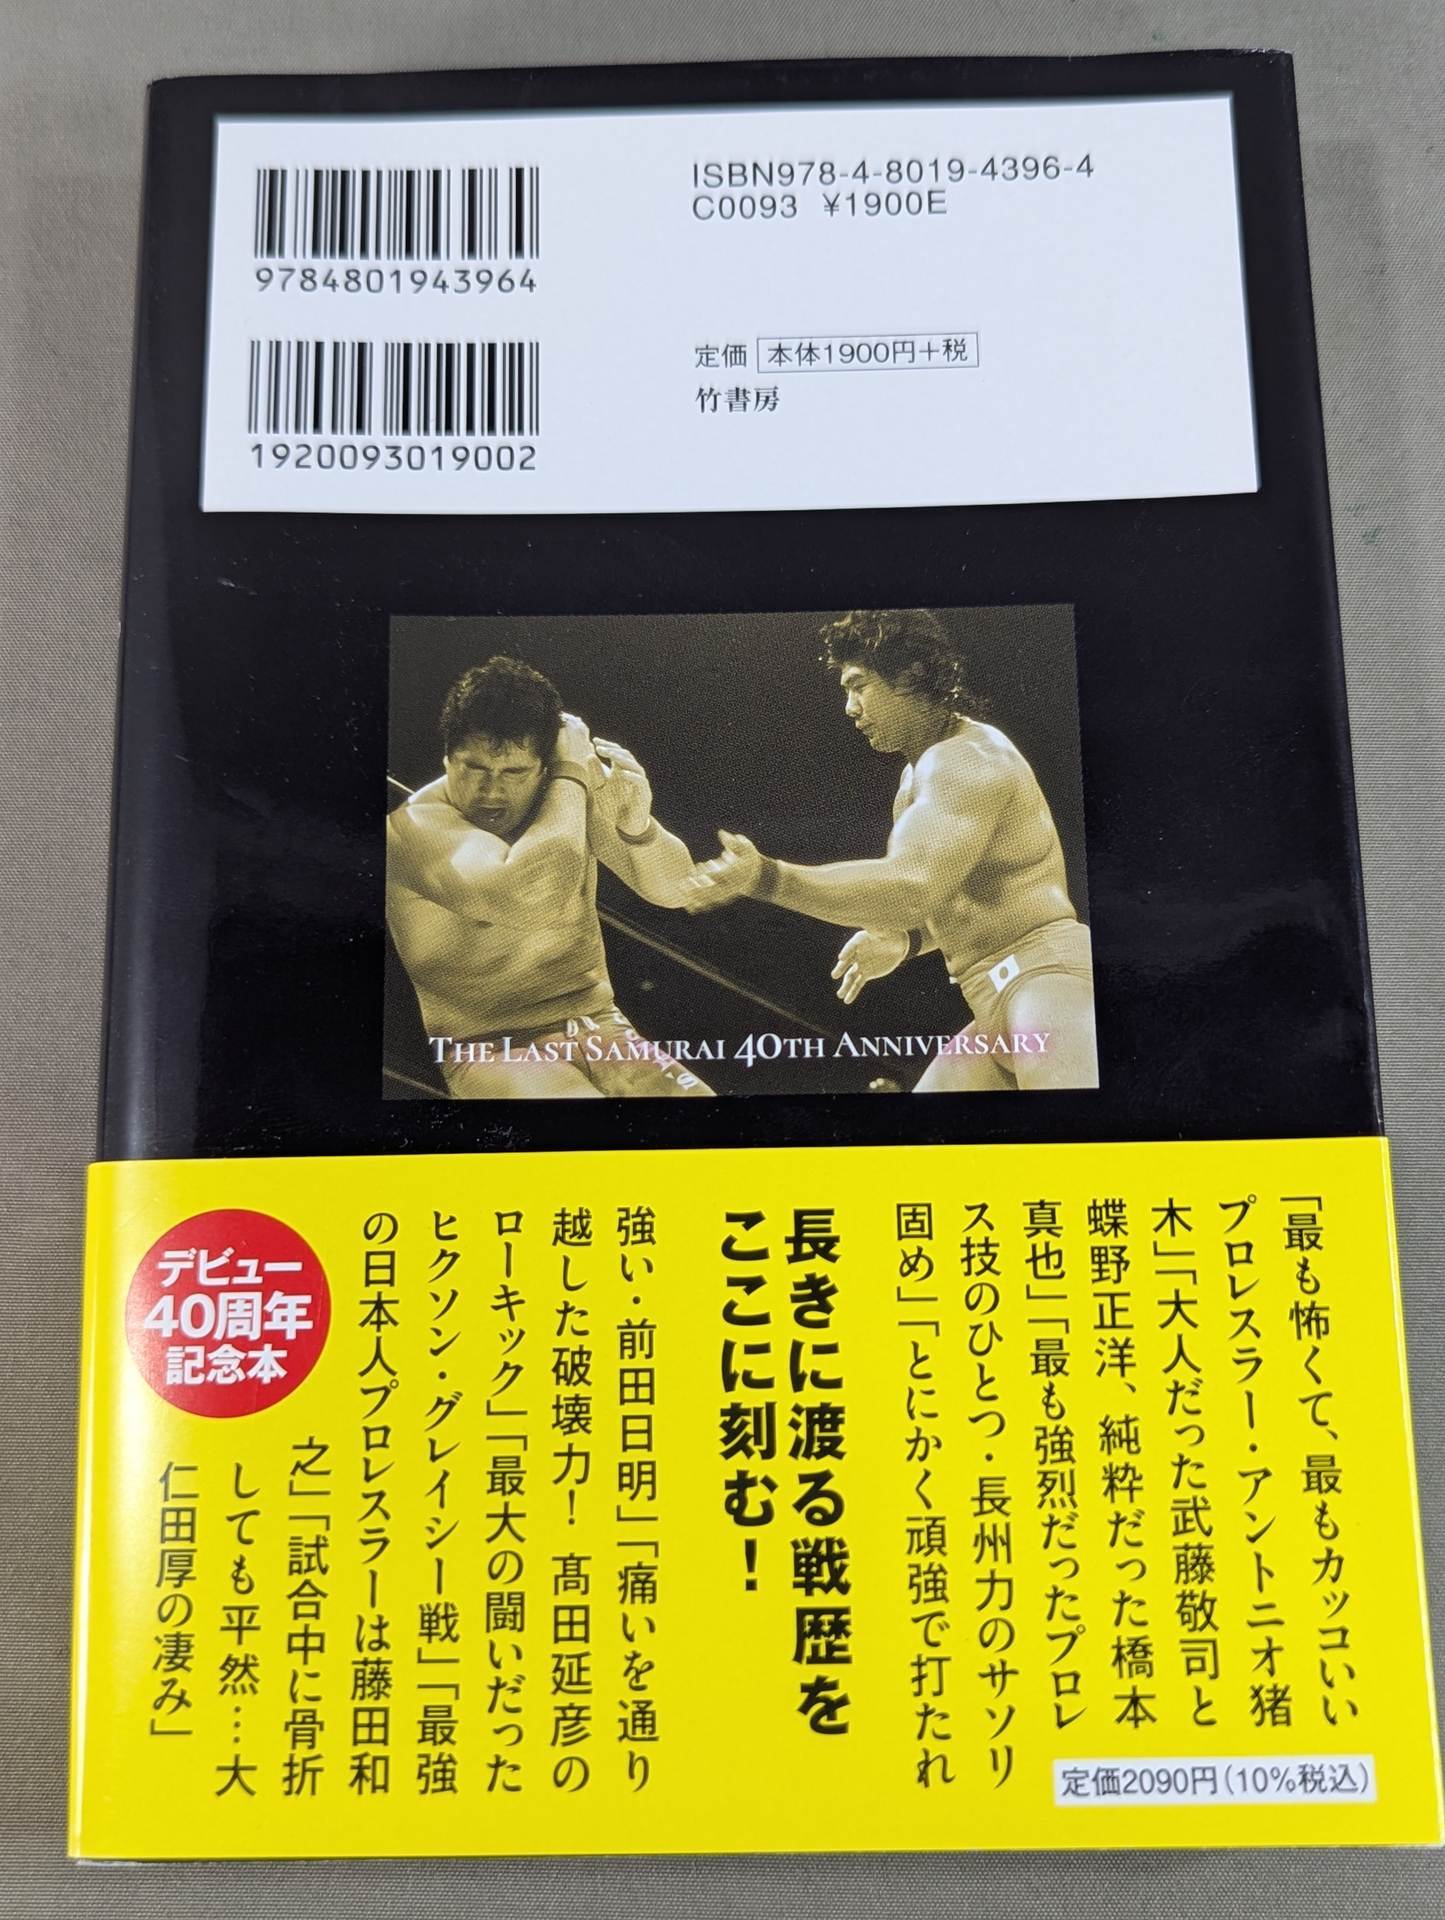 ISBN978-4-8019-4396-4
C0093 ¥1900E
9784801943964
1920093019002
定価 本体1900円+税
竹書房
THE LAST SAMURAI 40TH ANNIVERSARY
「最も怖くて、最もカッコいい
プロレスラー・アントニオ猪
木」「大人だった武藤敬司と
蝶野正洋、純粋だった橋本
真也」「最も強烈だったプロレ
ス技のひとつ・長州力のサソリ
固め」「とにかく頑強で打たれ
長きに渡る戦歴を
ここに刻む！
強い・前田日明」「痛いを通り
越した破壊力！ 髙田延彦の
ローキック」「最大の闘いだった
ヒクソン・グレイシー戦」「最強
の日本人プロレスラーは藤田和
之」「試合中に骨折
しても平然…大
仁田厚の凄み」
デビュー
40周年
記念本
定価2090円(10%税込)